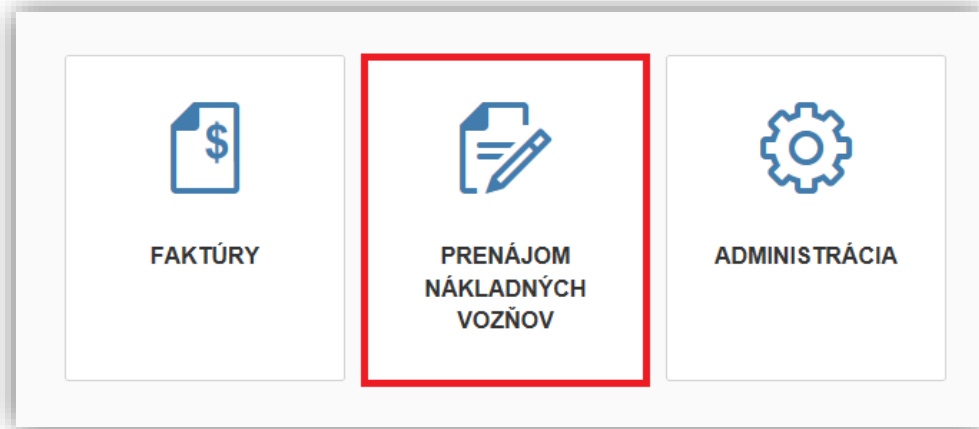 $
FAKTÚRY
PRENÁJOM
NÁKLADNÝCH
VOZŇOV
ADMINISTRÁCIA